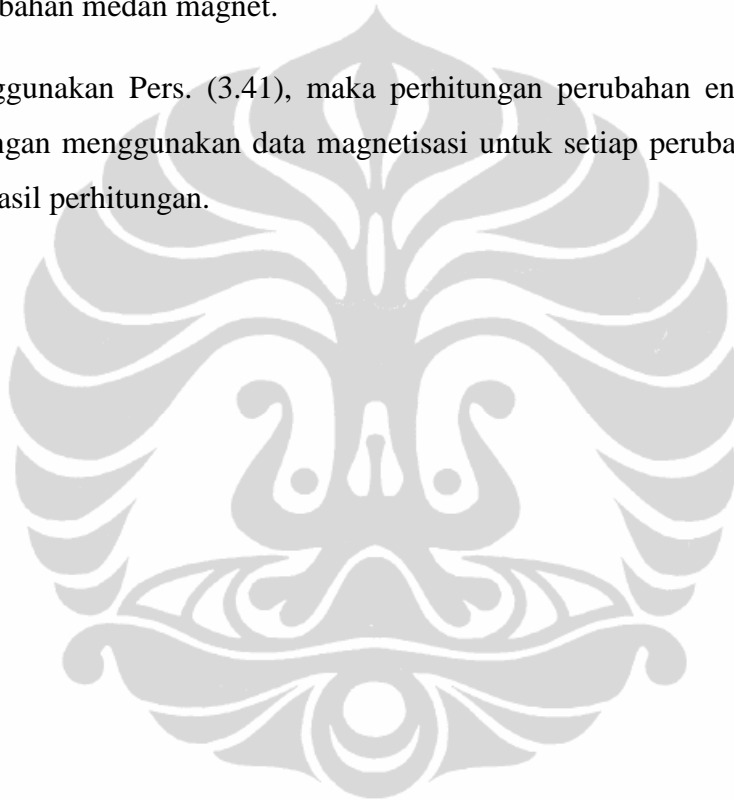 bahan medan magnet.
ggunakan Pers. (3.41), maka perhitungan perubahan en
ngan menggunakan data magnetisasi untuk setiap peruba
asil perhitungan.